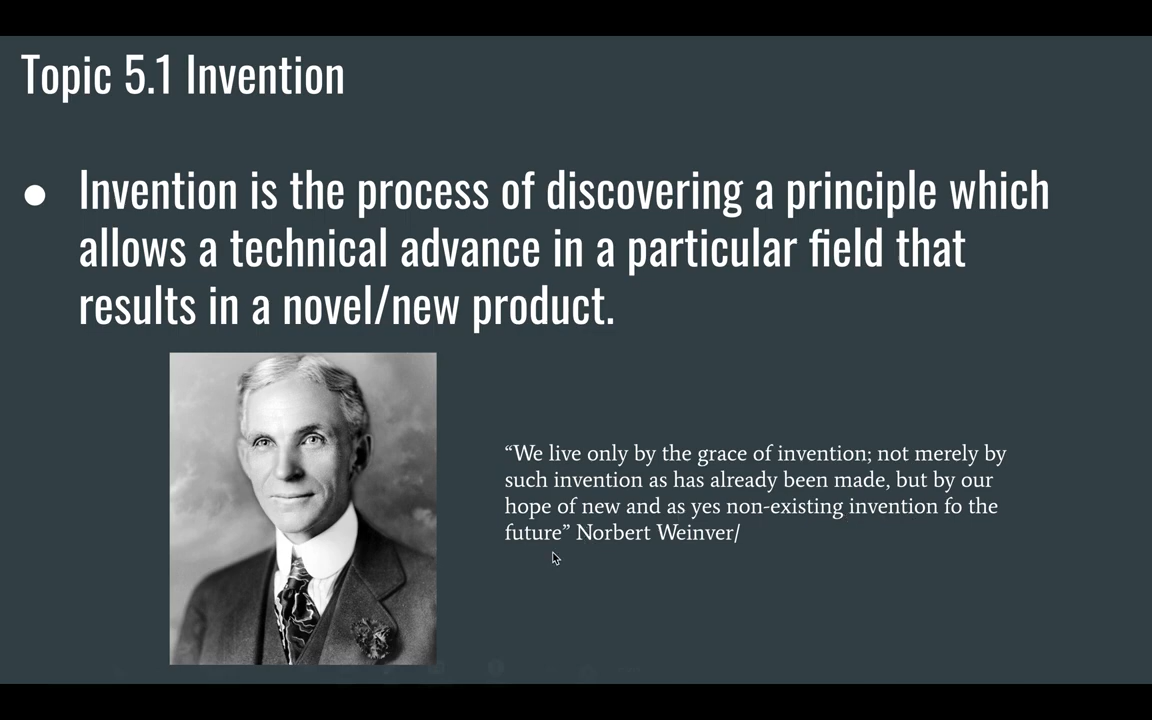 Topic 5.1 Invention
● Invention is the process of discovering a principle which
allows a technical advance in a particular field that
results in a novel/new product.
“We live only by the grace of invention; not merely by
such invention as has already been made, but by our
hope of new and as yes non-existing invention fo the
future” Norbert Weinver/